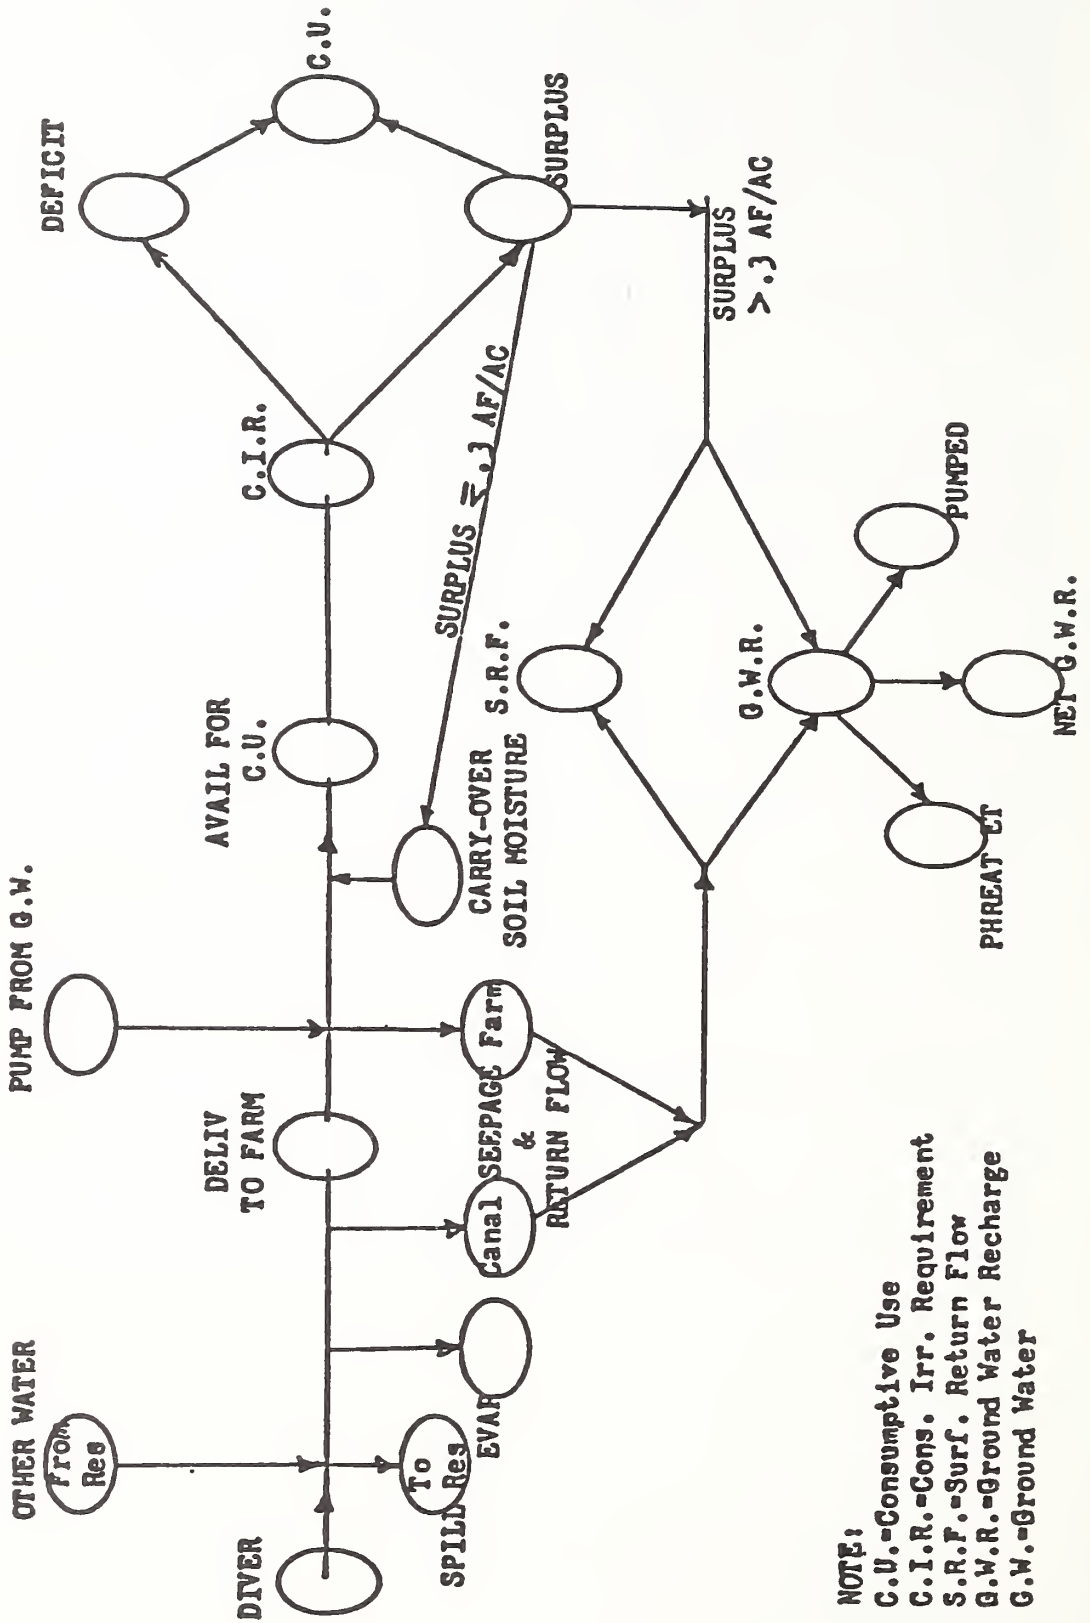 OTHER WATER
From
Res
PUMP FROM G.W.
DEFICIT
DIVER
DELIV
TO FARM
AVAIL FOR
C.U.
C.I.R.
C.U.
To
Res
SPILL
EVAP
Canal
SEEPAGE
Farm
&
RETURN FLOW
CARRY-OVER
SOIL MOISTURE
SURPLUS ≤ .3 AF/AC
SURPLUS
S.R.F.
SURPLUS
>.3 AF/AC
G.W.R.
PHREAT ET
NET G.W.R.
PUMPED
NOTE:
C.U.=Consumptive Use
C.I.R.=Cons. Irr. Requirement
S.R.F.=Surf. Return Flow
G.W.R.=Ground Water Recharge
G.W.=Ground Water